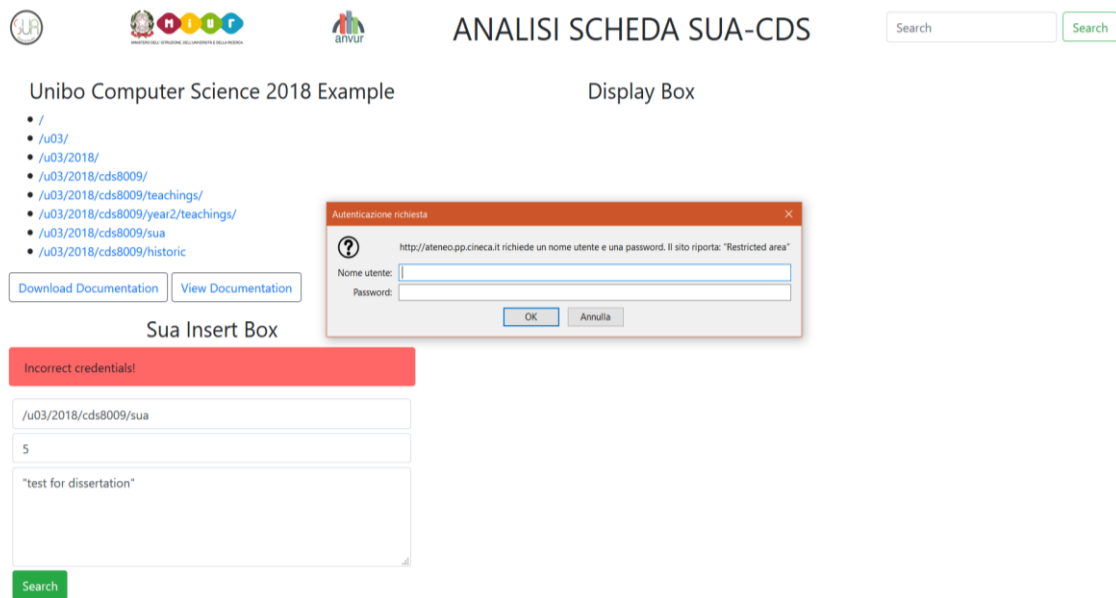 SUA
MIUR
MINISTERO DELL'ISTRUZIONE, DELL'UNIVERSITÀ E DELLA RICERCA
anvur
ANALISI SCHEDA SUA-CDS
Search
Search
Unibo Computer Science 2018 Example
/
/u03/
/u03/2018/
/u03/2018/cds8009/
/u03/2018/cds8009/teachings/
/u03/2018/cds8009/year2/teachings/
/u03/2018/cds8009/sua
/u03/2018/cds8009/historic
Download Documentation
View Documentation
Display Box
Autenticazione richiesta
http://ateneo.pp.cineca.it richiede un nome utente e una password. Il sito riporta: “Restricted area”
Nome utente:
Password:
OK
Annulla
Sua Insert Box
Incorrect credentials!
/u03/2018/cds8009/sua
5
"test for dissertation"
Search